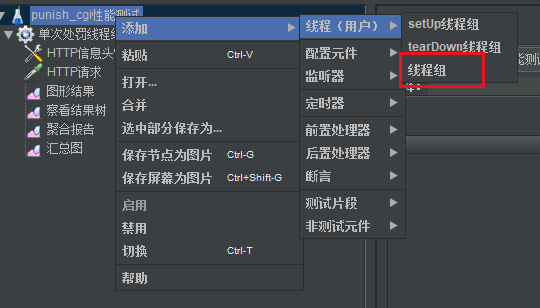 punish_cgi性能测试
单次处罚线程组
HTTP信息头
HTTP请求
图形结果
察看结果树
聚合报告
汇总图
添加
粘贴 Ctrl-V
打开...
合并
选中部分保存为...
保存节点为图片 Ctrl-G
保存屏幕为图片 Ctrl+Shift-G
启用
禁用
切换 Ctrl-T
帮助
线程（用户）
配置元件
监听器
定时器
前置处理器
后置处理器
断言
测试片段
非测试元件
setUp线程组
tearDown线程组
线程组
能测试